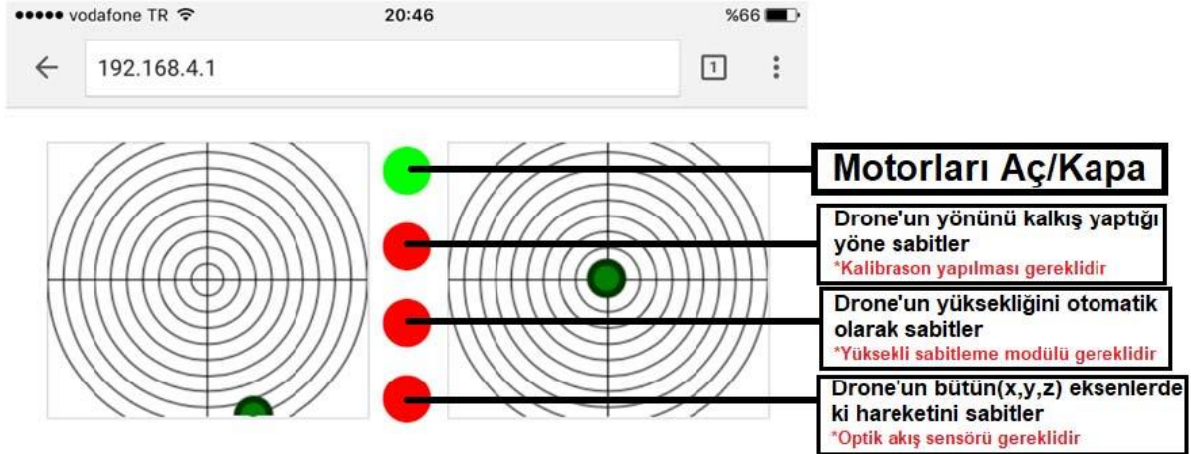 vodafone TR 20:46 %66
192.168.4.1 1
Motorları Aç/Kapa
Drone'un yönünü kalkış yaptığı
yöne sabitler
*Kalibrason yapılması gereklidir
Drone'un yüksekliğini otomatik
olarak sabitler
*Yüksekli sabitleme modülü gereklidir
Drone'un bütün(x,y,z) eksenlerde
ki hareketini sabitler
*Optik akış sensörü gereklidir